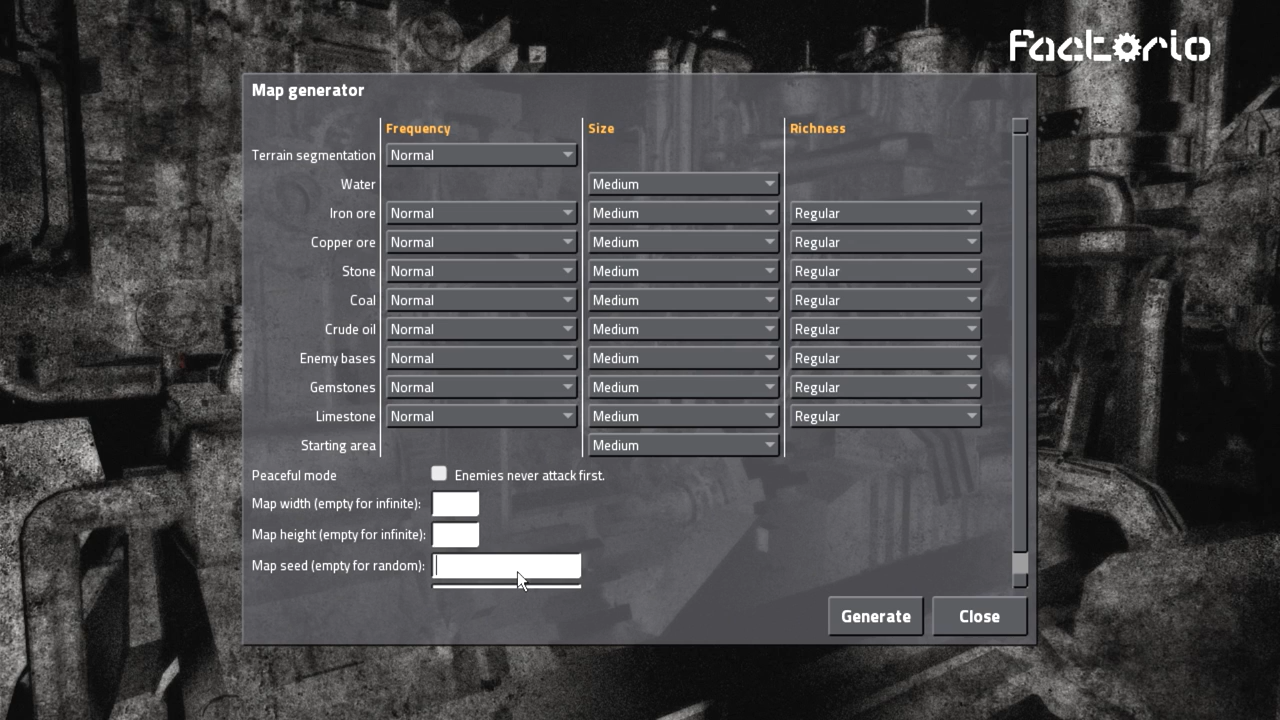 Factorio
Map generator
Frequency Size Richness
Terrain segmentation Normal
Water Medium
Iron ore Normal Medium Regular
Copper ore Normal Medium Regular
Stone Normal Medium Regular
Coal Normal Medium Regular
Crude oil Normal Medium Regular
Enemy bases Normal Medium Regular
Gemstones Normal Medium Regular
Limestone Normal Medium Regular
Starting area Medium
Peaceful mode Enemies never attack first.
Map width (empty for infinite):
Map height (empty for infinite):
Map seed (empty for random):
Generate Close